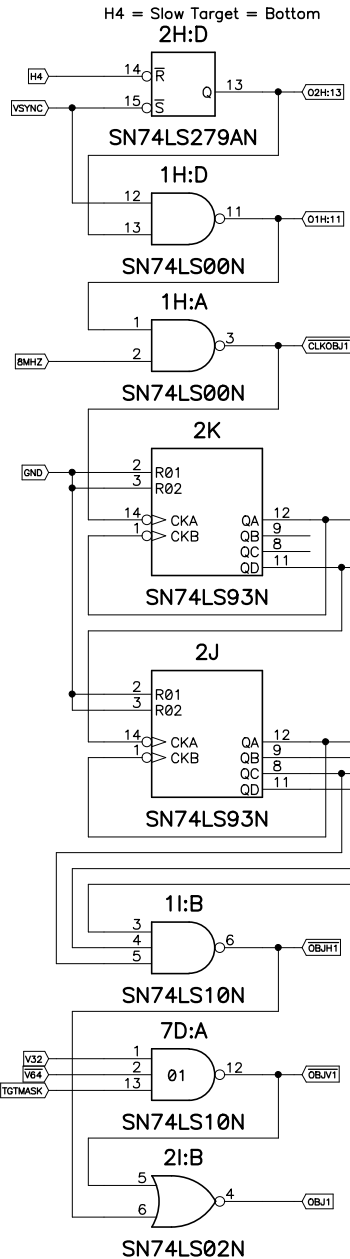 H4 = Slow Target = Bottom
2H:D
H4 14 R Q 13 O2H:13
VSYNC 15 S
SN74LS279AN
1H:D
12 11 O1H:11
13
SN74LS00N
1H:A
1 3 CLKOBJ1
8MHZ 2
SN74LS00N
2K
GND 2 R01
3 R02
14 CKA QA 12
1 CKB QB 9
QC 8
QD 11
SN74LS93N
2J
2 R01
3 R02
14 CKA QA 12
1 CKB QB 9
QC 8
QD 11
SN74LS93N
1I:B
3
4 6 OBJH1
5
SN74LS10N
7D:A
V32 1
V64 2 01 12 OBJV1
TGTMASK 13
SN74LS10N
2I:B
5 4 OBJ1
6
SN74LS02N